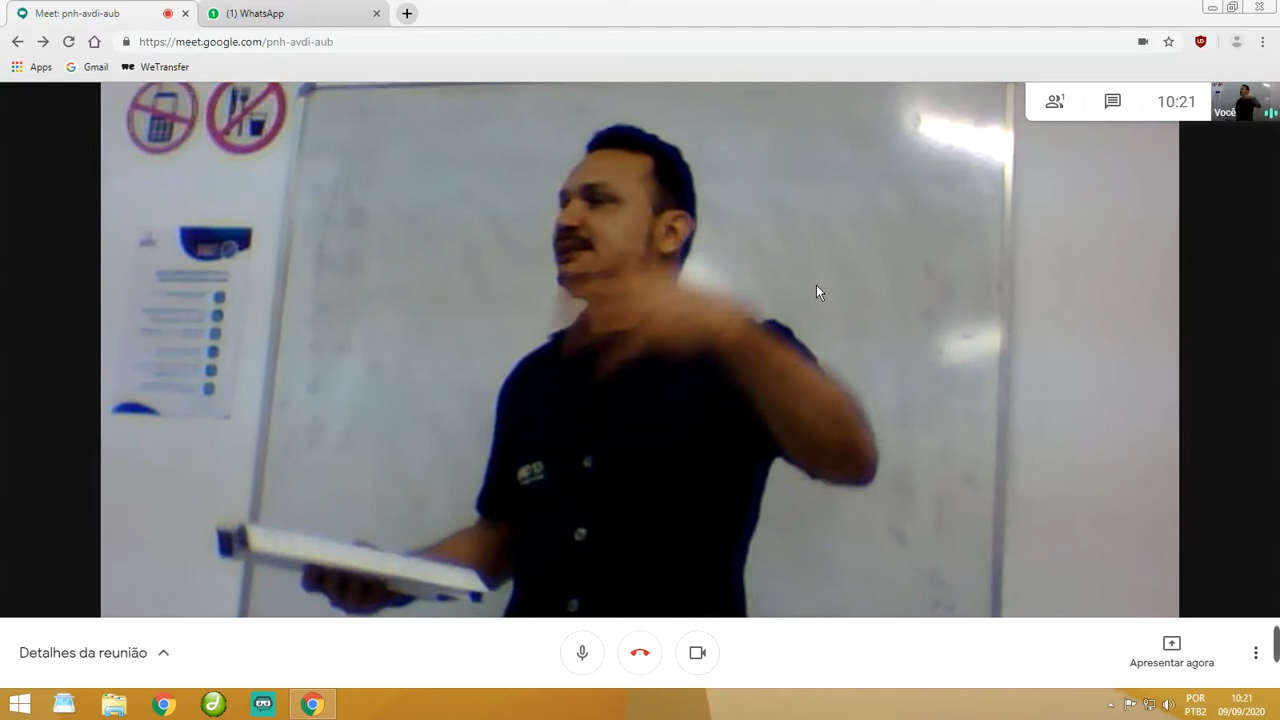 Meet: pnh-avdi-aub
(1) WhatsApp
https://meet.google.com/pnh-avdi-aub
Apps Gmail WeTransfer
10:21
Você
Detalhes da reunião
Apresentar agora
POR
PTB2
10:21
09/09/2020